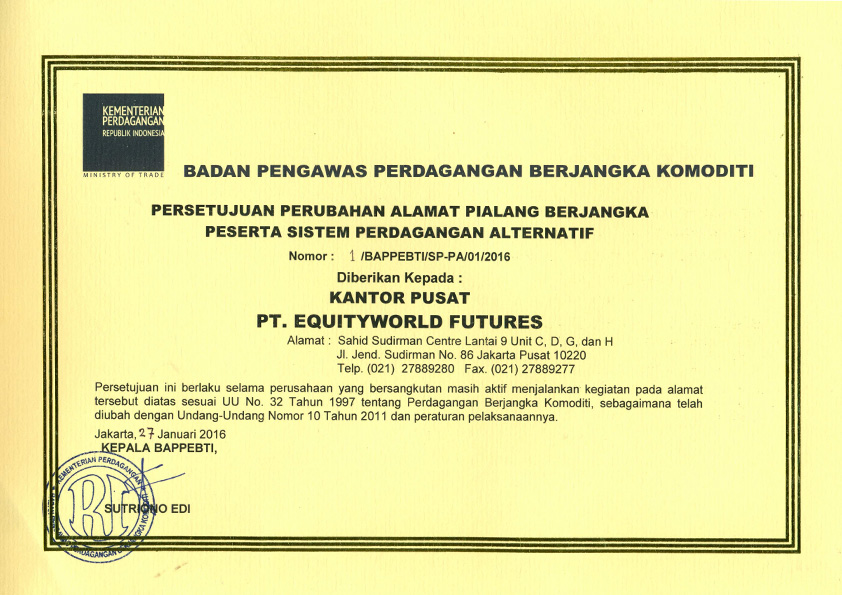 KEMENTERIAN
PERDAGANGAN
REPUBLIK INDONESIA
MINISTRY OF TRADE
BADAN PENGAWAS PERDAGANGAN BERJANGKA KOMODITI
PERSETUJUAN PERUBAHAN ALAMAT PIALANG BERJANGKA
PESERTA SISTEM PERDAGANGAN ALTERNATIF
Nomor : 1 /BAPPEBTI/SP-PA/01/2016
Diberikan Kepada :
KANTOR PUSAT
PT. EQUITYWORLD FUTURES
Alamat : Sahid Sudirman Centre Lantai 9 Unit C, D, G, dan H
Jl. Jend. Sudirman No. 86 Jakarta Pusat 10220
Telp. (021) 27889280 Fax. (021) 27889277
Persetujuan ini berlaku selama perusahaan yang bersangkutan masih aktif menjalankan kegiatan pada alamat
tersebut diatas sesuai UU No. 32 Tahun 1997 tentang Perdagangan Berjangka Komoditi, sebagaimana telah
diubah dengan Undang-Undang Nomor 10 Tahun 2011 dan peraturan pelaksanaannya.
Jakarta, 27 Januari 2016
KEPALA BAPPEBTI,
SUTRIONO EDI
KEMENTERIAN PERDAGANGAN
RI
PERDAGANGAN BERJANGKA KOMODITI